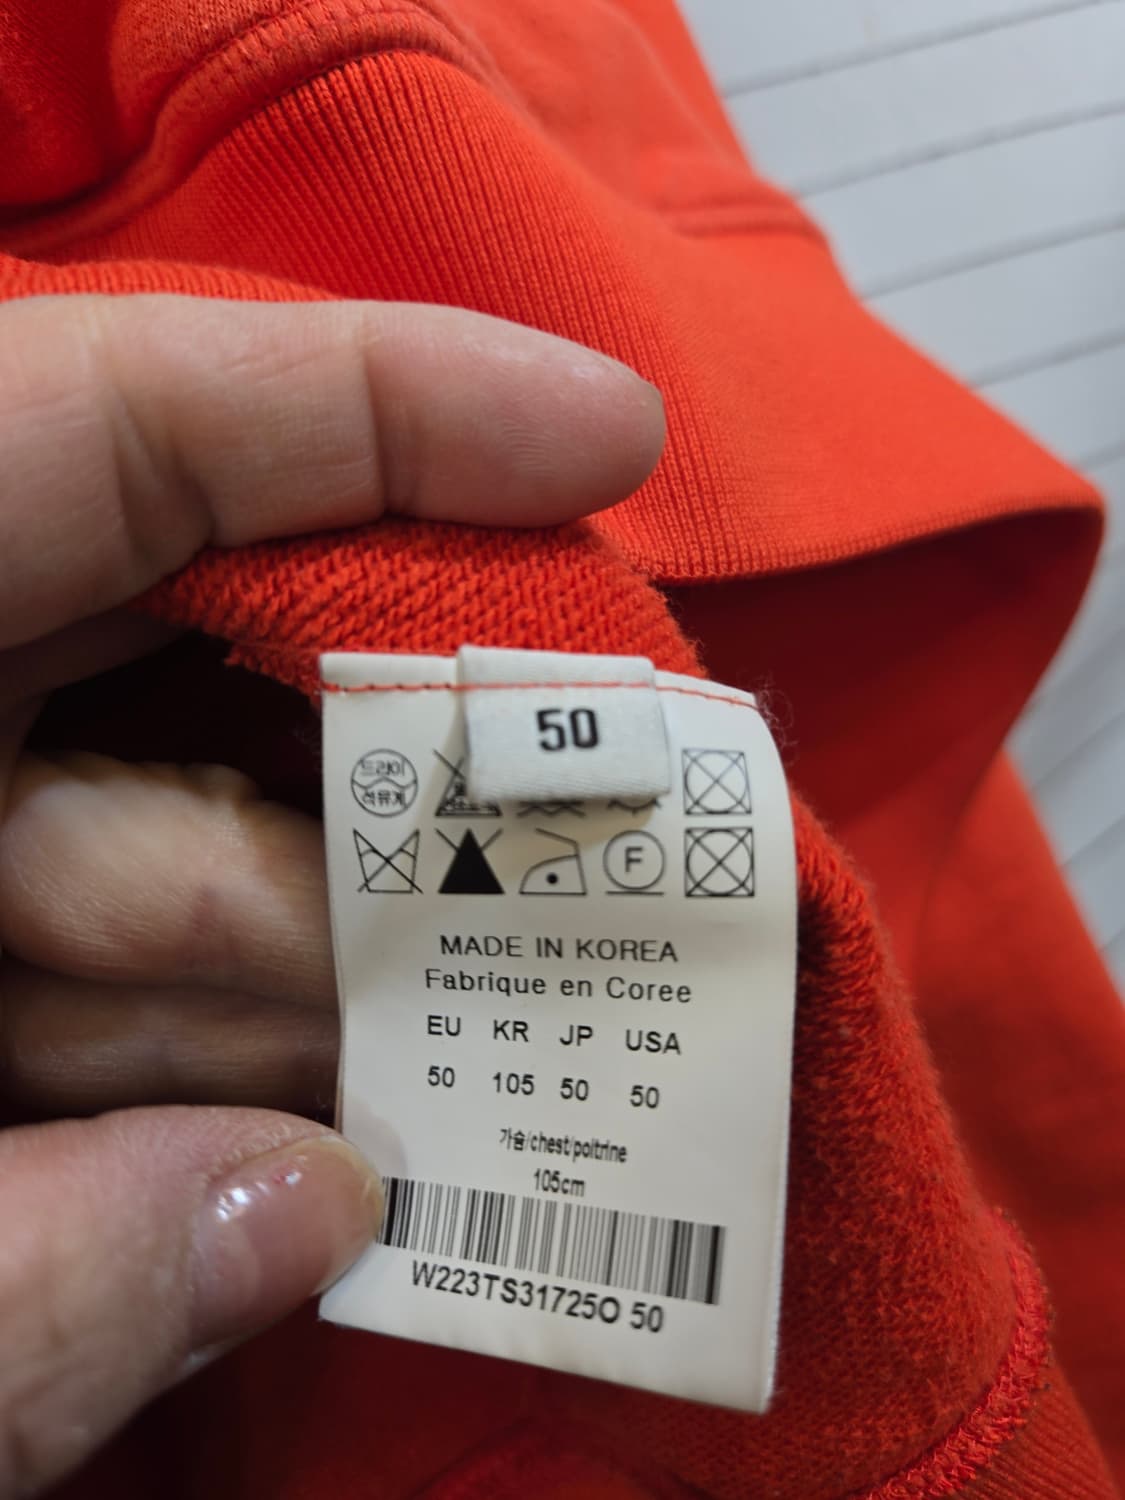 50
드라이
석유계
F
MADE IN KOREA
Fabrique en Coree
EU KR JP USA
50 105 50 50
가슴/chest/poitrine
105cm
W223TS31725O 50